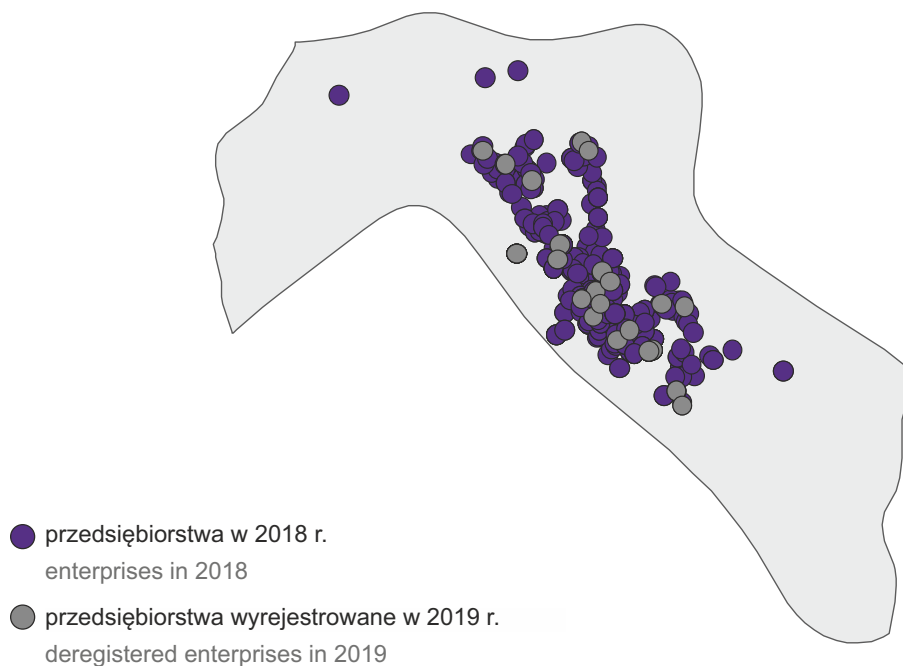 przedsiębiorstwa w 2018 r.
enterprises in 2018
przedsiębiorstwa wyrejestrowane w 2019 r.
deregistered enterprises in 2019